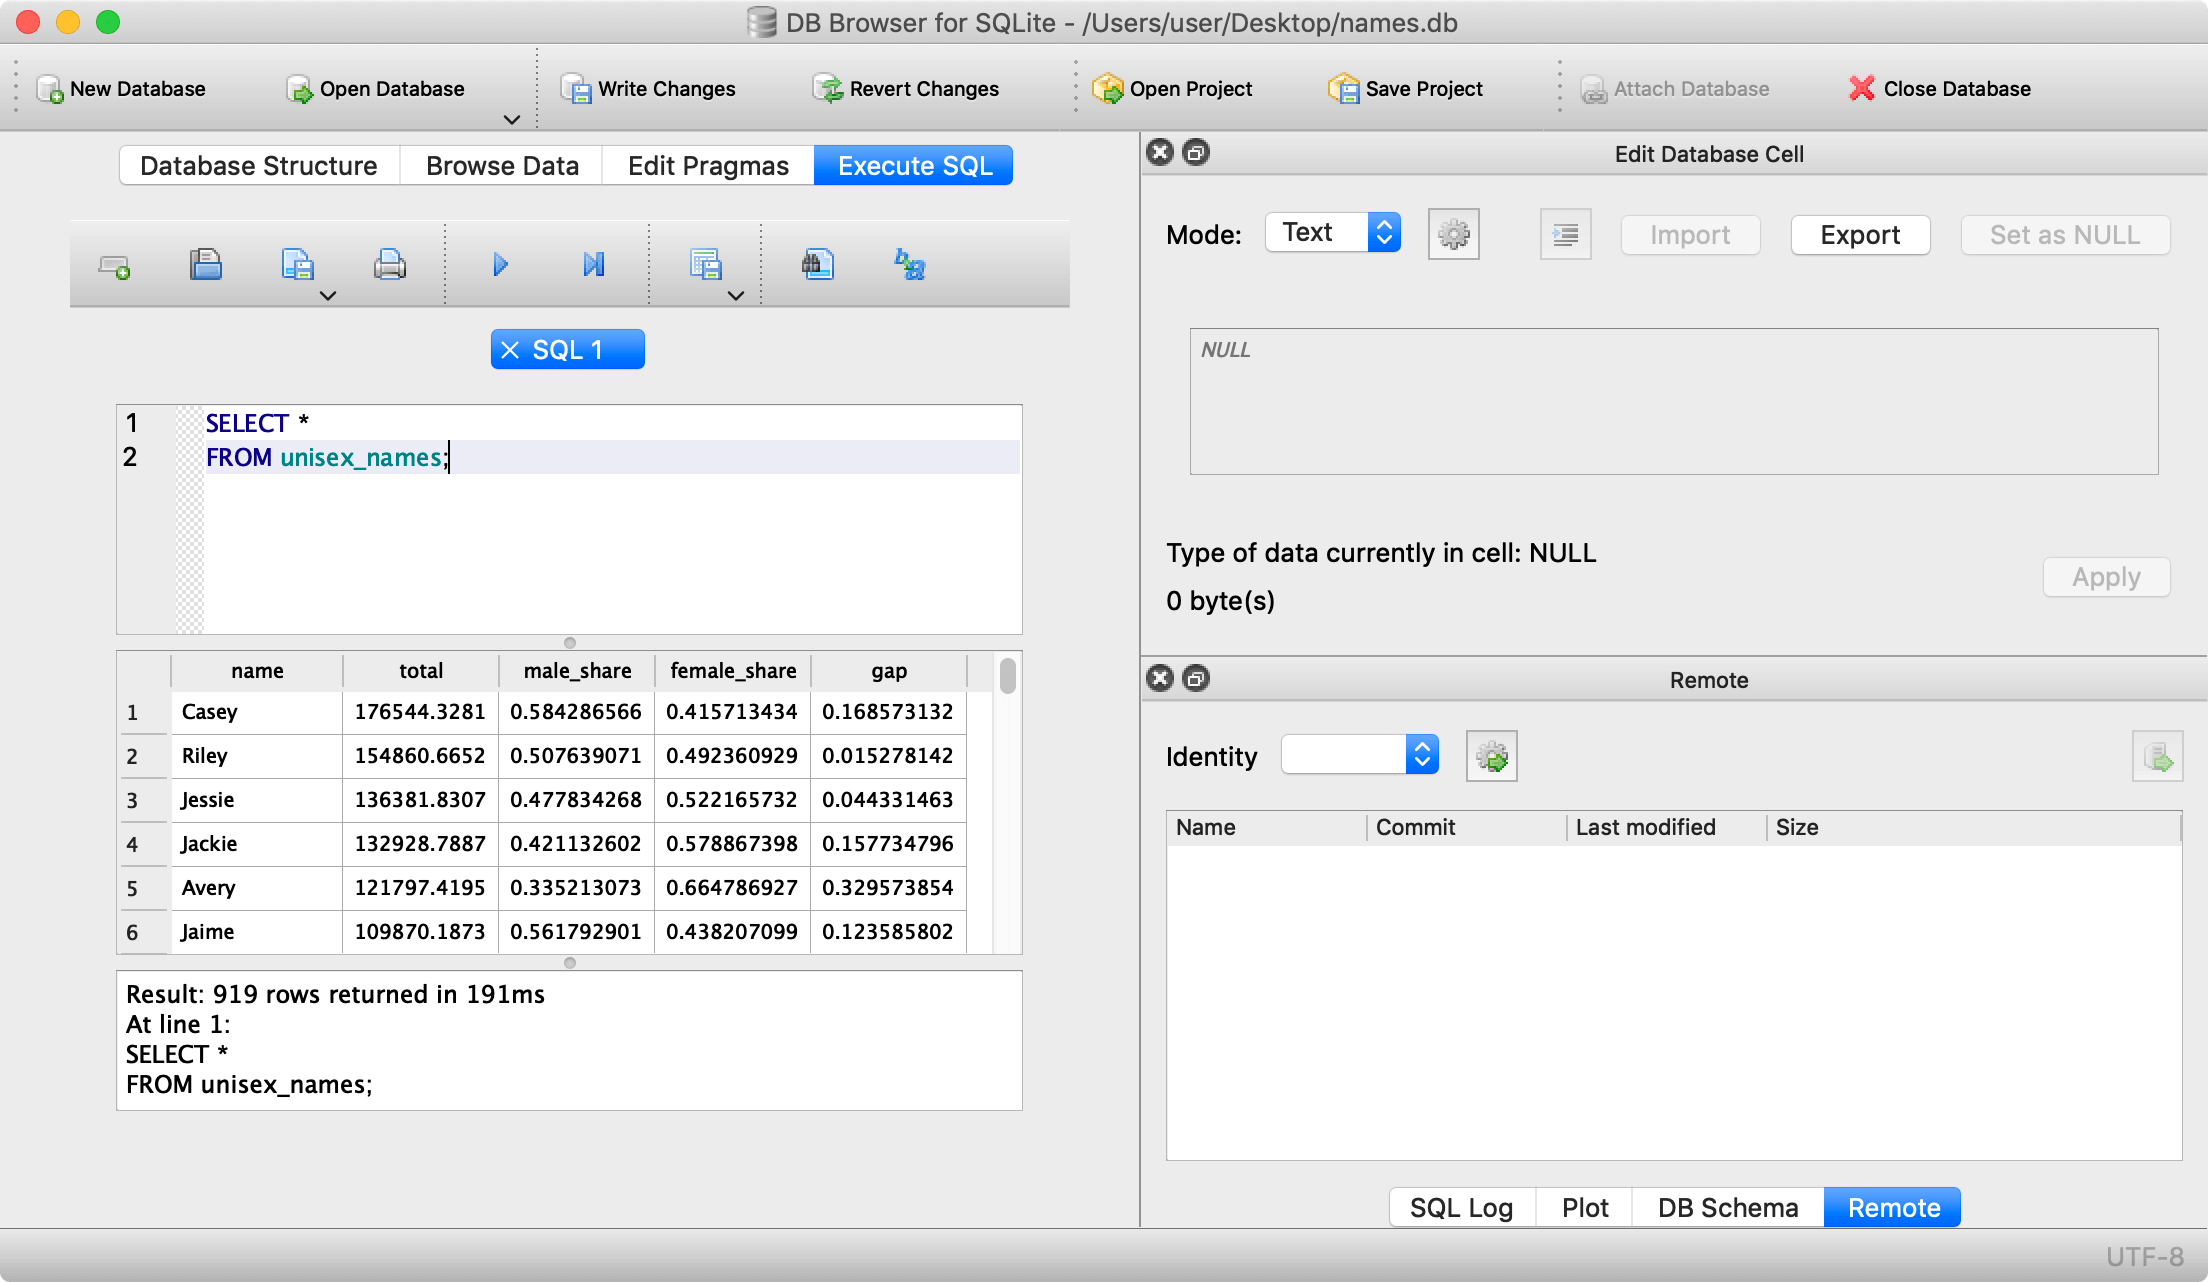 DB Browser for SQLite - /Users/user/Desktop/names.db
New Database Open Database Write Changes Revert Changes Open Project Save Project Attach Database Close Database
Database Structure Browse Data Edit Pragmas Execute SQL
SQL 1
1 SELECT *
2 FROM unisex_names;
name total male_share female_share gap
1 Casey 176544.3281 0.584286566 0.415713434 0.168573132
2 Riley 154860.6652 0.507639071 0.492360929 0.015278142
3 Jessie 136381.8307 0.477834268 0.522165732 0.044331463
4 Jackie 132928.7887 0.421132602 0.578867398 0.157734796
5 Avery 121797.4195 0.335213073 0.664786927 0.329573854
6 Jaime 109870.1873 0.561792901 0.438207099 0.123585802
Result: 919 rows returned in 191ms
At line 1:
SELECT *
FROM unisex_names;
Edit Database Cell
Mode: Text Import Export Set as NULL
NULL
Type of data currently in cell: NULL
0 byte(s)
Apply
Remote
Identity
Name Commit Last modified Size
SQL Log Plot DB Schema Remote
UTF-8